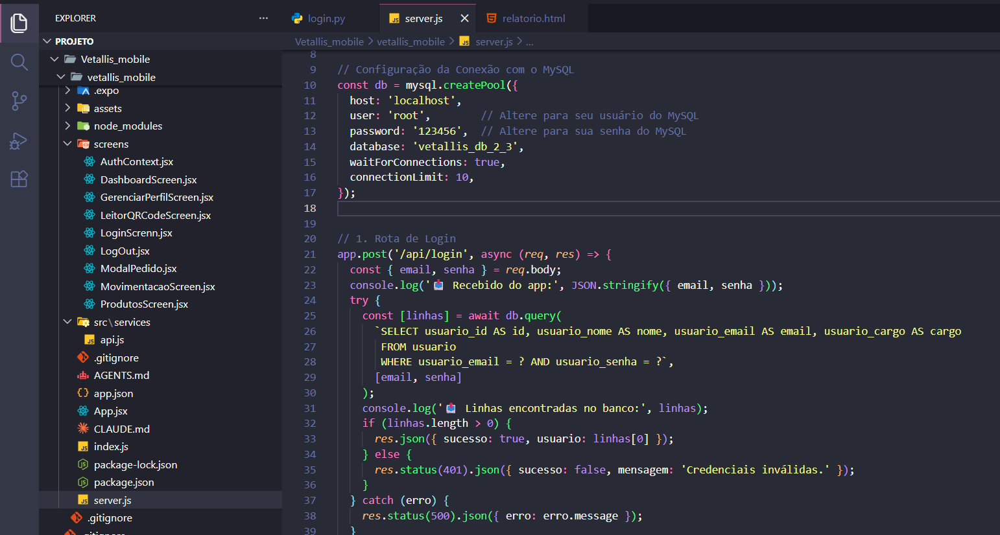 EXPLORER
PROJETO
Vetallis_mobile
vetallis_mobile
.expo
assets
node_modules
screens
AuthContext.jsx
DashboardScreen.jsx
GerenciarPerfilScreen.jsx
LeitorQRCodeScreen.jsx
LoginScrenn.jsx
LogOut.jsx
ModalPedido.jsx
MovimentacaoScreen.jsx
ProdutosScreen.jsx
src\services
api.js
.gitignore
AGENTS.md
app.json
App.jsx
CLAUDE.md
index.js
package-lock.json
package.json
server.js
.gitignore
login.py
server.js
relatorio.html
Vetallis_mobile > vetallis_mobile > server.js > ...
8
9 // Configuração da Conexão com o MySQL
10 const db = mysql.createPool({
11 host: 'localhost',
12 user: 'root', // Altere para seu usuário do MySQL
13 password: '123456', // Altere para sua senha do MySQL
14 database: 'vetallis_db_2_3',
15 waitForConnections: true,
16 connectionLimit: 10,
17 });
18
19
20 // 1. Rota de Login
21 app.post('/api/login', async (req, res) => {
22 const { email, senha } = req.body;
23 console.log('📥 Recebido do app:', JSON.stringify({ email, senha }));
24 try {
25 const [linhas] = await db.query(
26 `SELECT usuario_id AS id, usuario_nome AS nome, usuario_email AS email, usuario_cargo AS cargo
27 FROM usuario
28 WHERE usuario_email = ? AND usuario_senha = ?`,
29 [email, senha]
30 );
31 console.log('📤 Linhas encontradas no banco:', linhas);
32 if (linhas.length > 0) {
33 res.json({ sucesso: true, usuario: linhas[0] });
34 } else {
35 res.status(401).json({ sucesso: false, mensagem: 'Credenciais inválidas.' });
36 }
37 } catch (erro) {
38 res.status(500).json({ erro: erro.message });
39 }